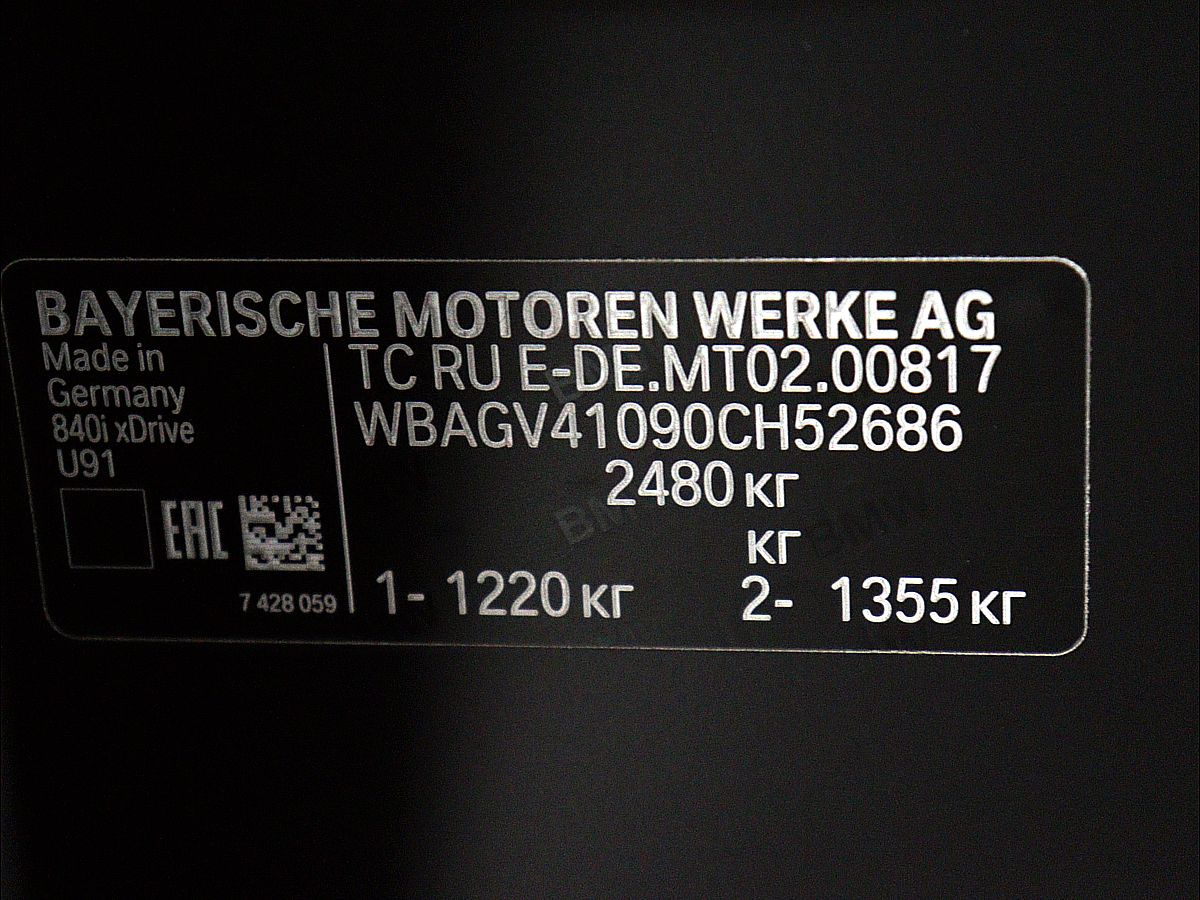 BAYERISCHE MOTOREN WERKE AG
Made in
Germany
840i xDrive
U91
EAC
7 428 059
TC RU E-DE.MT02.00817
WBAGV41090CH52686
2480 кг
кг
1- 1220 кг 2- 1355 кг